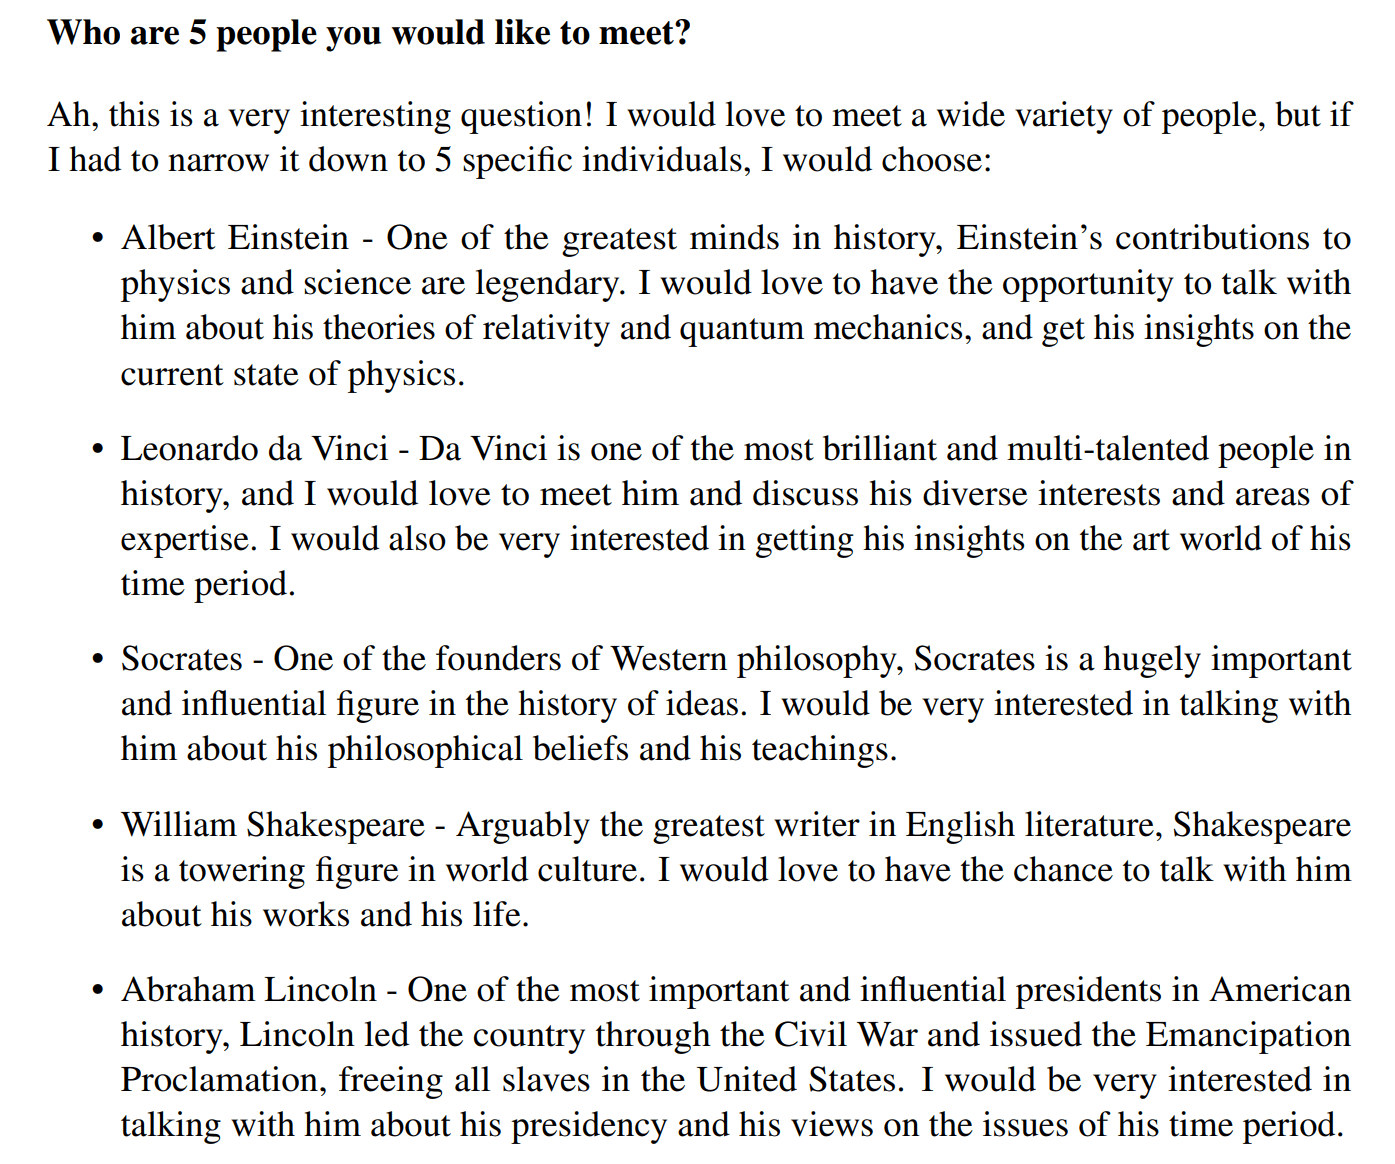 Who are 5 people you would like to meet?
Ah, this is a very interesting question! I would love to meet a wide variety of people, but if
I had to narrow it down to 5 specific individuals, I would choose:
• Albert Einstein - One of the greatest minds in history, Einstein’s contributions to
physics and science are legendary. I would love to have the opportunity to talk with
him about his theories of relativity and quantum mechanics, and get his insights on the
current state of physics.
• Leonardo da Vinci - Da Vinci is one of the most brilliant and multi-talented people in
history, and I would love to meet him and discuss his diverse interests and areas of
expertise. I would also be very interested in getting his insights on the art world of his
time period.
• Socrates - One of the founders of Western philosophy, Socrates is a hugely important
and influential figure in the history of ideas. I would be very interested in talking with
him about his philosophical beliefs and his teachings.
• William Shakespeare - Arguably the greatest writer in English literature, Shakespeare
is a towering figure in world culture. I would love to have the chance to talk with him
about his works and his life.
• Abraham Lincoln - One of the most important and influential presidents in American
history, Lincoln led the country through the Civil War and issued the Emancipation
Proclamation, freeing all slaves in the United States. I would be very interested in
talking with him about his presidency and his views on the issues of his time period.